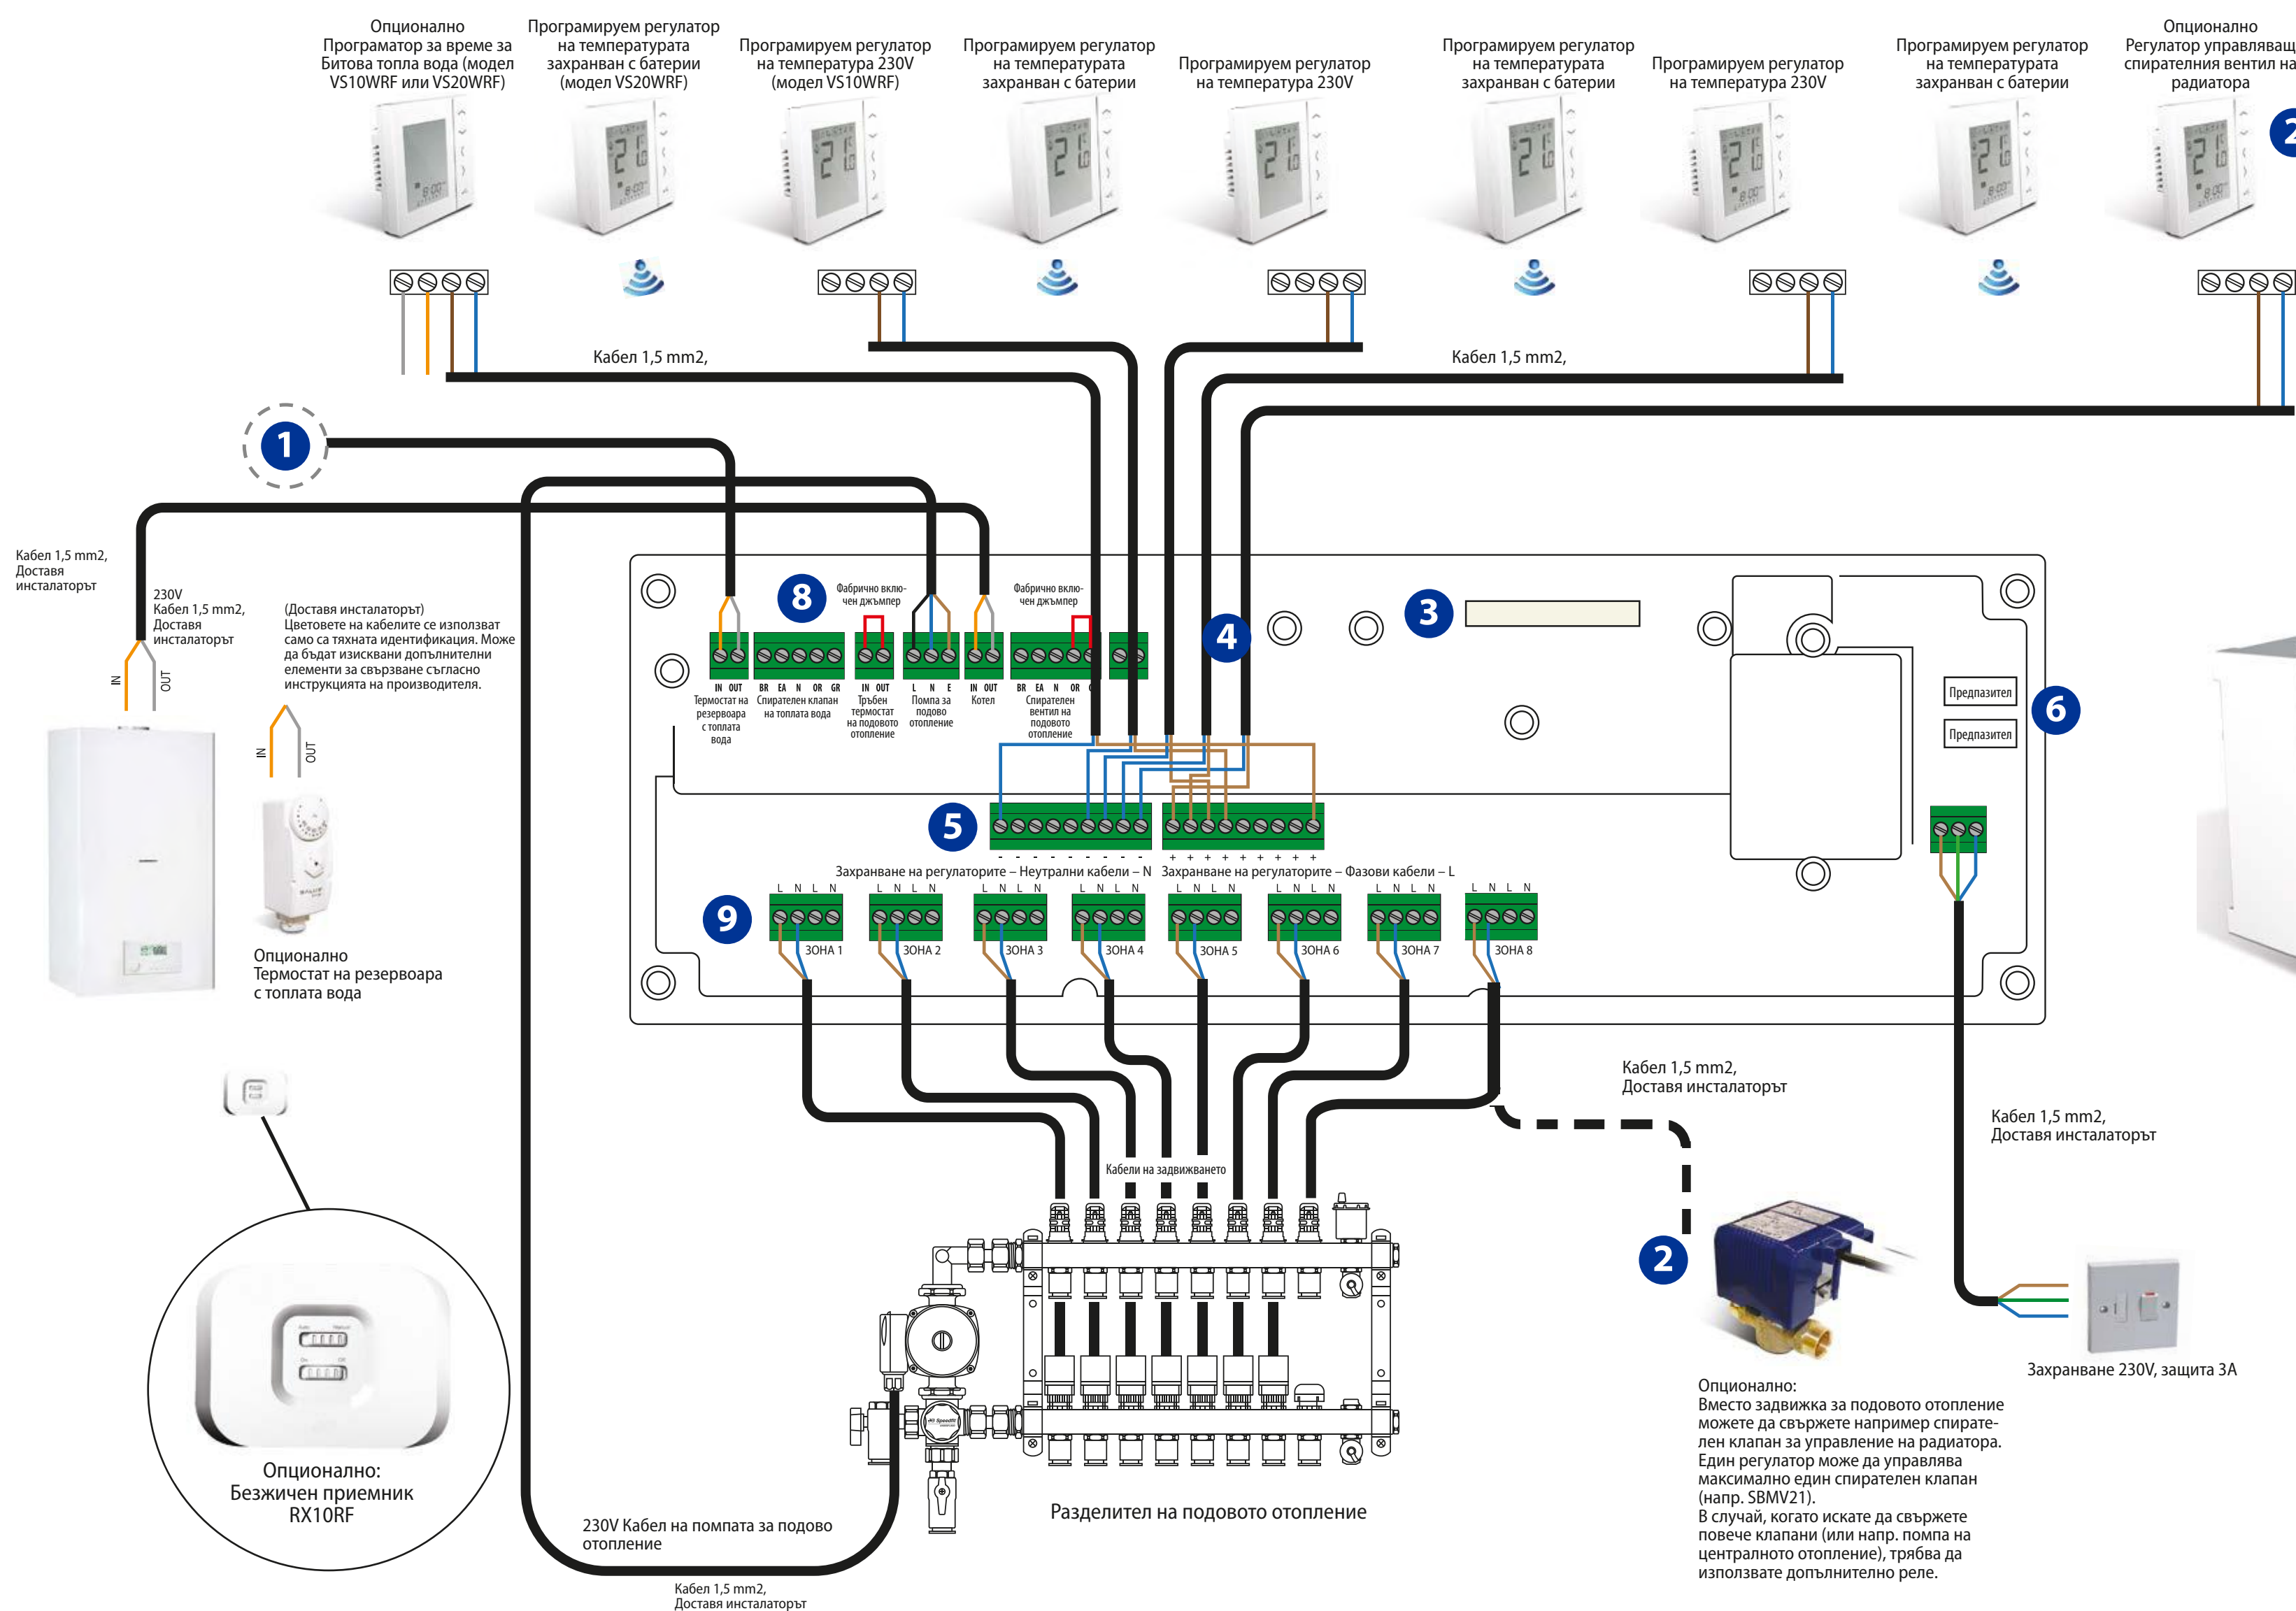 Опционално
Програматор за време за
Битова топла вода (модел
VS10WRF или VS20WRF)
Програмируем регулатор
на температурата
захранван с батерии
(модел VS20WRF)
Програмируем регулатор
на температура 230V
(модел VS10WRF)
Програмируем регулатор
на температурата
захранван с батерии
Програмируем регулатор
на температура 230V
Програмируем регулатор
на температурата
захранван с батерии
Програмируем регулатор
на температура 230V
Програмируем регулатор
на температурата
захранван с батерии
Опционално
Регулатор управляващ
спирателния вентил на
радиатора
2
Кабел 1,5 mm2,
Кабел 1,5 mm2,
1
Кабел 1,5 mm2,
Доставя
инсталаторът
230V
Кабел 1,5 mm2,
Доставя
инсталаторът
(Доставя инсталаторът)
Цветовете на кабелите се използват
само са тяхната идентификация. Може
да бъдат изисквани допълнителни
елементи за свързване съгласно
инструкцията на производителя.
IN
OUT
IN
OUT
8
Фабрично вклю-
чен джъмпер
Фабрично вклю-
чен джъмпер
4
3
IN OUT
BR EA N OR GR
IN OUT
L N E
IN OUT
BR EA N OR
Термостат на
резервоара
с топлата
вода
Спирателен клапан
на топлата вода
Тръбен
термостат
на подовото
отопление
Помпа за
подово
отопление
Котел
Спирателен
вентил на
подовото
отопление
Предпазител
Предпазител
6
5
- - - - - - - - -
+ + + + + + + + +
Захранване на регулаторите – Неутрални кабели – N
Захранване на регулаторите – Фазови кабели – L
9
L N L N
L N L N
L N L N
L N L N
L N L N
L N L N
L N L N
L N L N
ЗОНА 1
ЗОНА 2
ЗОНА 3
ЗОНА 4
ЗОНА 5
ЗОНА 6
ЗОНА 7
ЗОНА 8
SALUS
Опционално
Термостат на резервоара
с топлата вода
Кабел 1,5 mm2,
Доставя инсталаторът
Кабел 1,5 mm2,
Доставя инсталаторът
Кабели на задвижването
2
Auto Manual
On Off
Опционално:
Безжичен приемник
RX10RF
Speedfit
Разделител на подовото отопление
230V Кабел на помпата за подово
отопление
Кабел 1,5 mm2,
Доставя инсталаторът
Захранване 230V, защита 3A
Опционално:
Вместо задвижка за подовото отопление
можете да свържете например спирате-
лен клапан за управление на радиатора.
Един регулатор може да управлява
максимално един спирателен клапан
(напр. SBMV21).
В случай, когато искате да свържете
повече клапани (или напр. помпа на
централното отопление), трябва да
използвате допълнително реле.